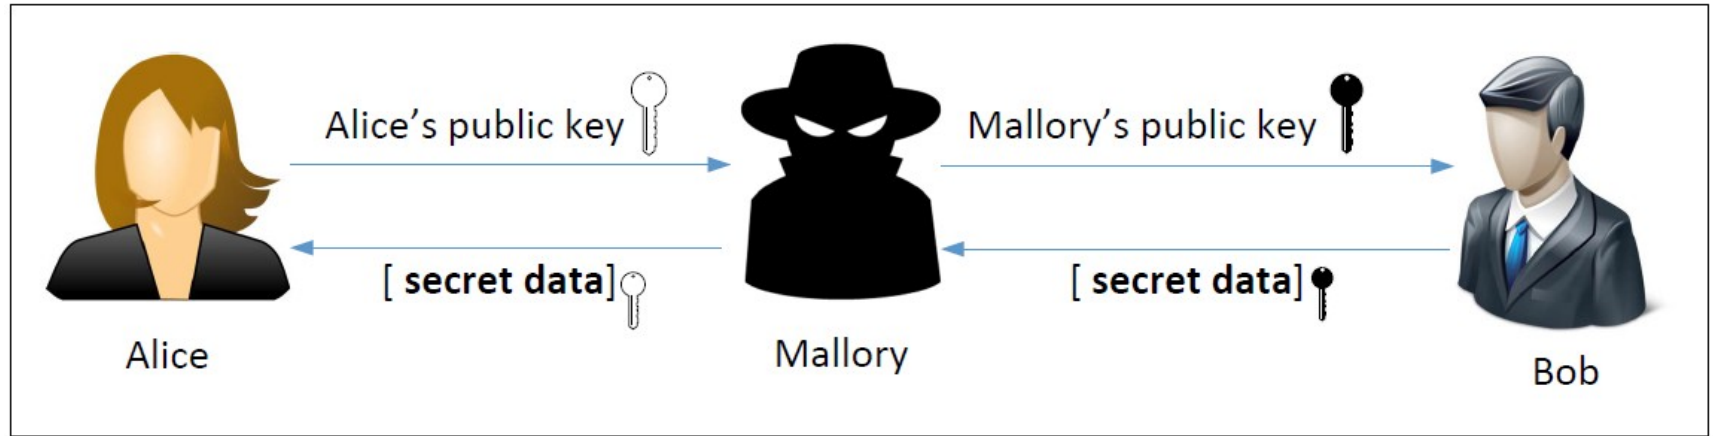 Alice's public key
Mallory's public key
[ secret data]
[ secret data]
Alice
Mallory
Bob